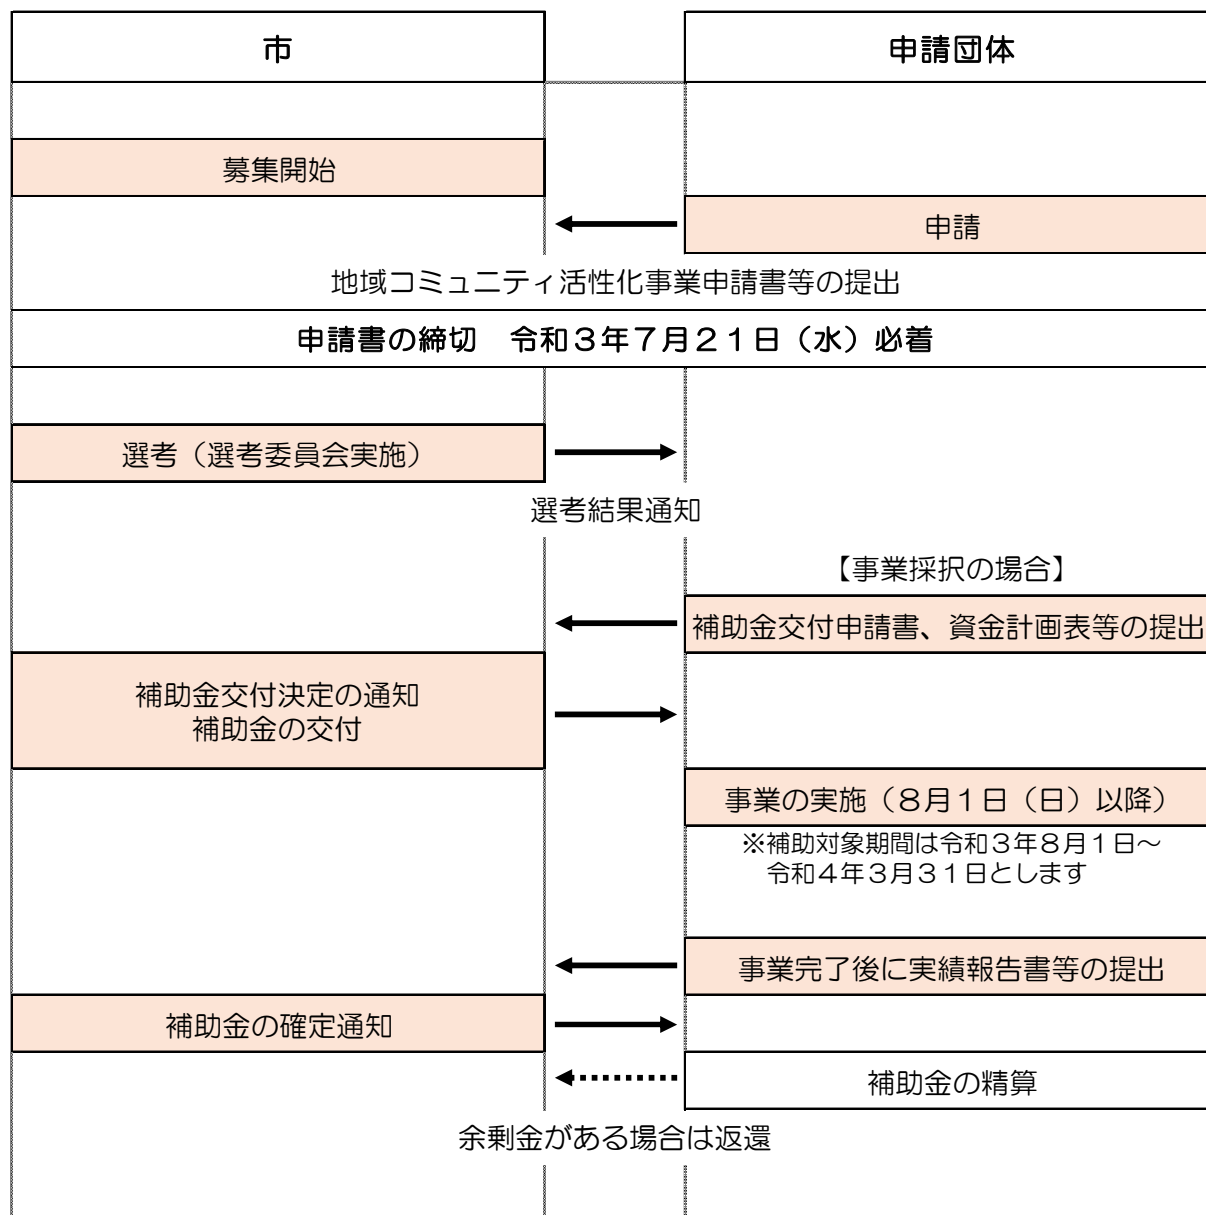 市
申請団体
募集開始
申請
地域コミュニティ活性化事業申請書等の提出
申請書の締切　令和３年７月２１日（水）必着
選考（選考委員会実施）
選考結果通知
【事業採択の場合】
補助金交付申請書、資金計画表等の提出
補助金交付決定の通知
補助金の交付
事業の実施（８月１日（日）以降）
※補助対象期間は令和３年８月１日～
令和４年３月３１日とします
事業完了後に実績報告書等の提出
補助金の確定通知
補助金の精算
余剰金がある場合は返還